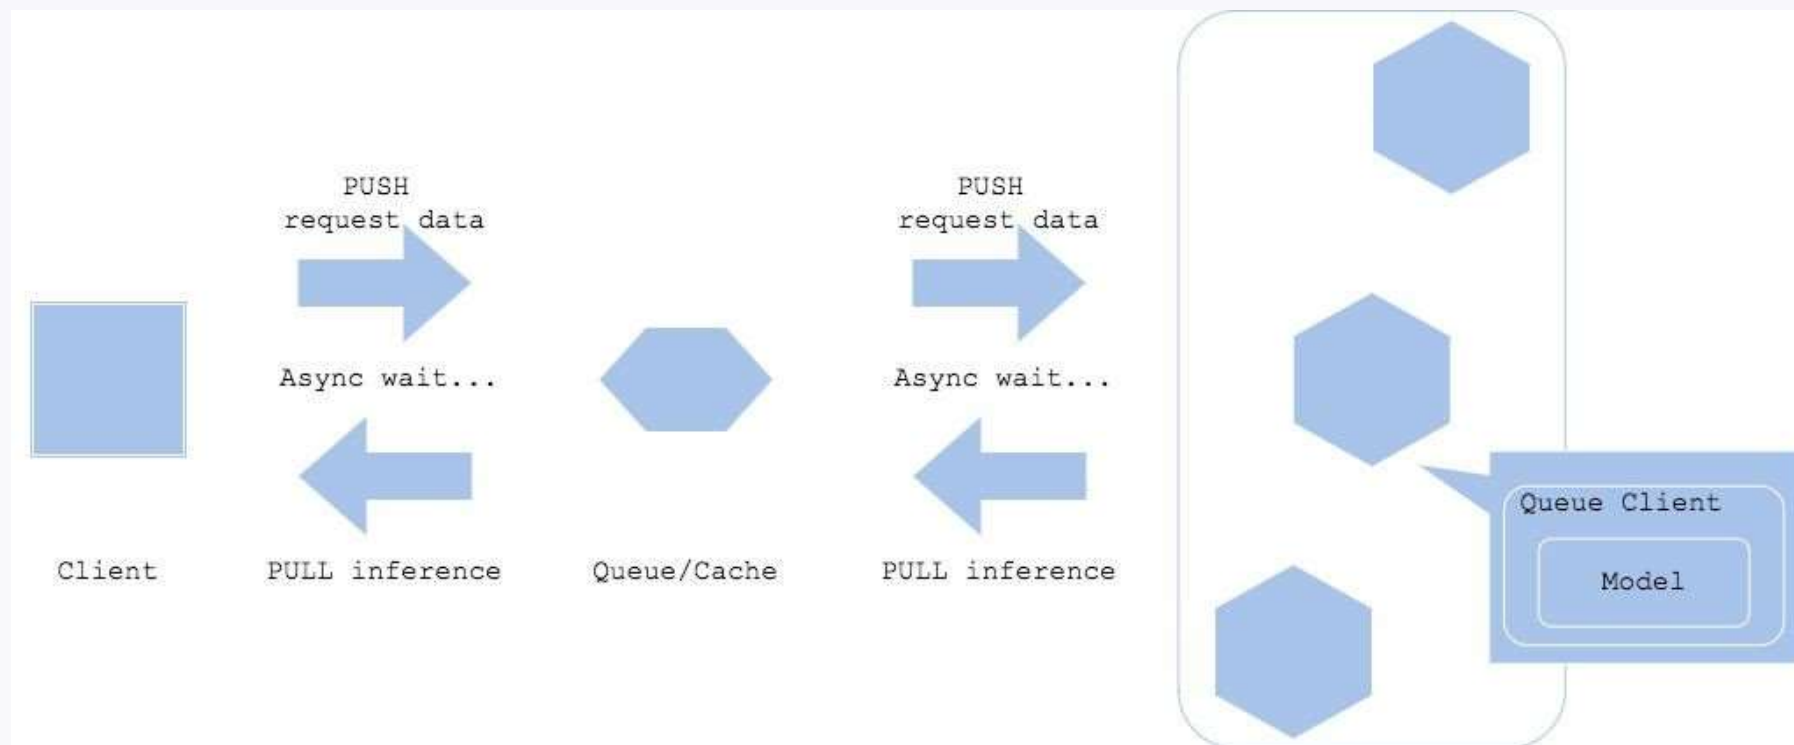 PUSH
request data
Async wait...
PULL inference
Client
Queue/Cache
PUSH
request data
Async wait...
PULL inference
Queue Client
Model